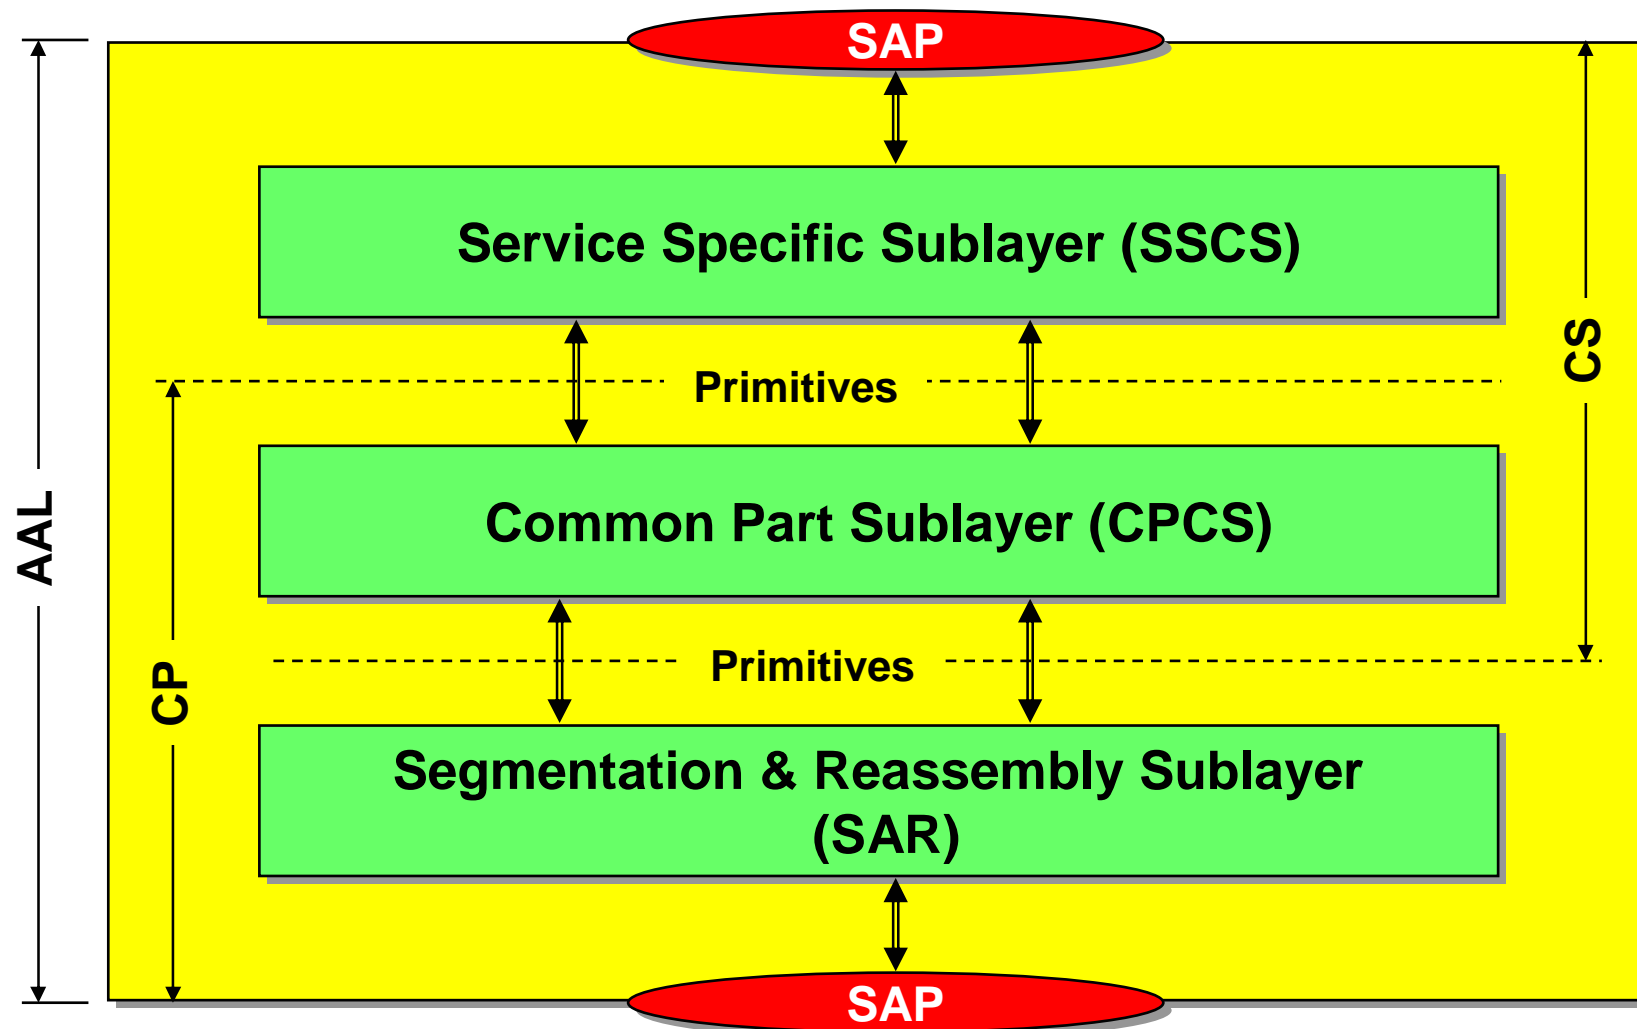 SAP
Service Specific Sublayer (SSCS)
CS
Primitives
AAL
Common Part Sublayer (CPCS)
CP
Primitives
Segmentation & Reassembly Sublayer
(SAR)
SAP